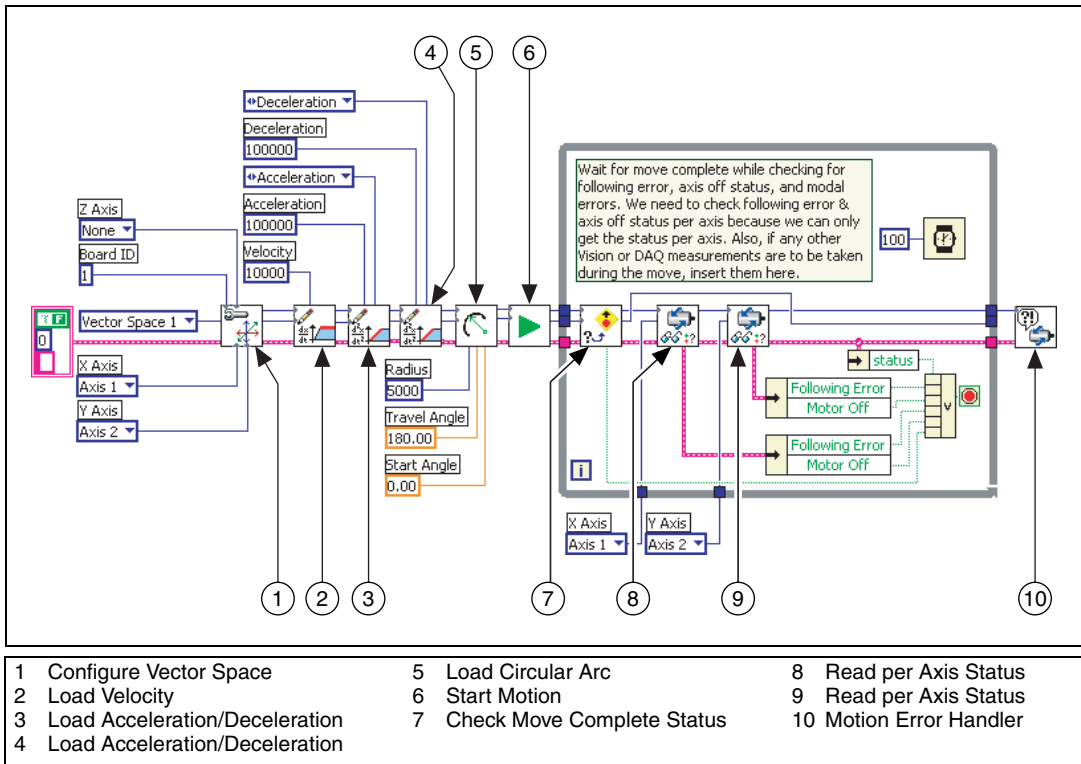 4
5
6
Deceleration
Deceleration
100000
Acceleration
Acceleration
100000
Velocity
10000
Z Axis
None
Board ID
1
Vector Space 1
T F
0
X Axis
Axis 1
Y Axis
Axis 2
Radius
5000
Travel Angle
180.00
Start Angle
0.00
Wait for move complete while checking for
following error, axis off status, and modal
errors. We need to check following error &
axis off status per axis because we can only
get the status per axis. Also, if any other
Vision or DAQ measurements are to be taken
during the move, insert them here.
100
status
Following Error
Motor Off
Following Error
Motor Off
i
X Axis
Axis 1
Y Axis
Axis 2
1
2
3
7
8
9
10
1 Configure Vector Space
2 Load Velocity
3 Load Acceleration/Deceleration
4 Load Acceleration/Deceleration
5 Load Circular Arc
6 Start Motion
7 Check Move Complete Status
8 Read per Axis Status
9 Read per Axis Status
10 Motion Error Handler